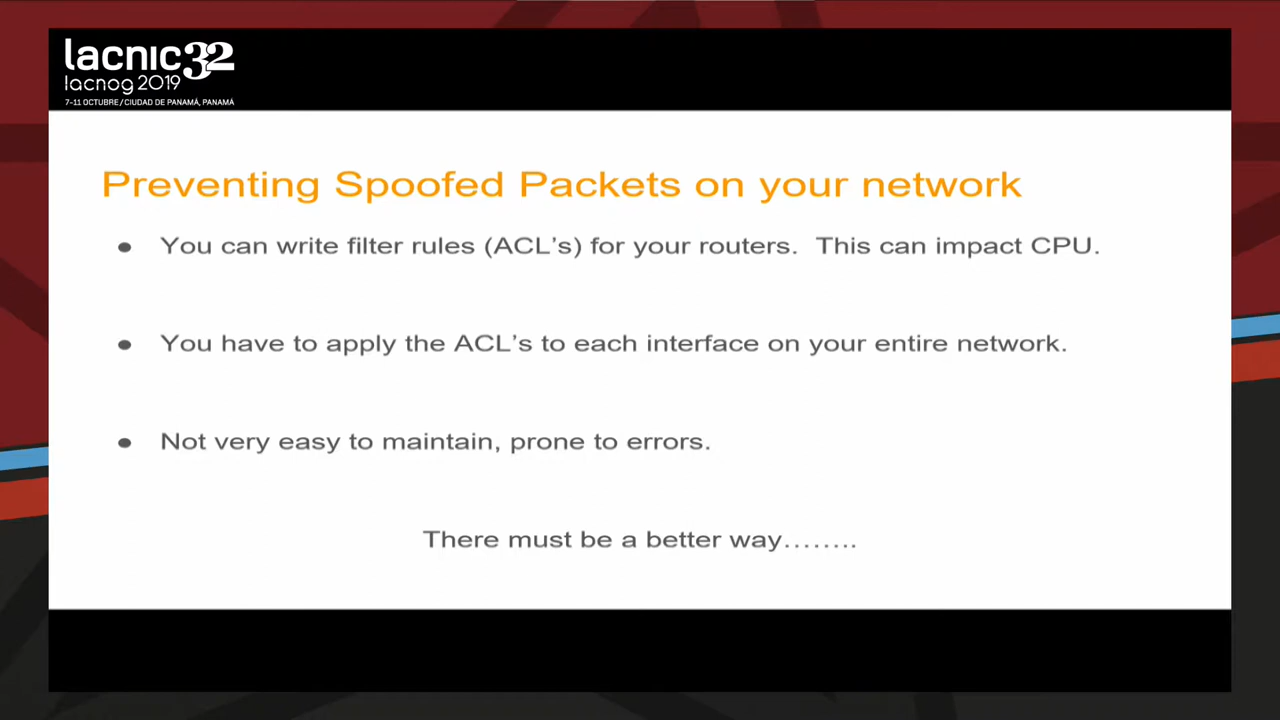 lacnic32
lacnog 2019
7-11 OCTUBRE / CIUDAD DE PANAMÁ, PANAMÁ
Preventing Spoofed Packets on your network
● You can write filter rules (ACL's) for your routers.  This can impact CPU.
● You have to apply the ACL's to each interface on your entire network.
● Not very easy to maintain, prone to errors.
There must be a better way........